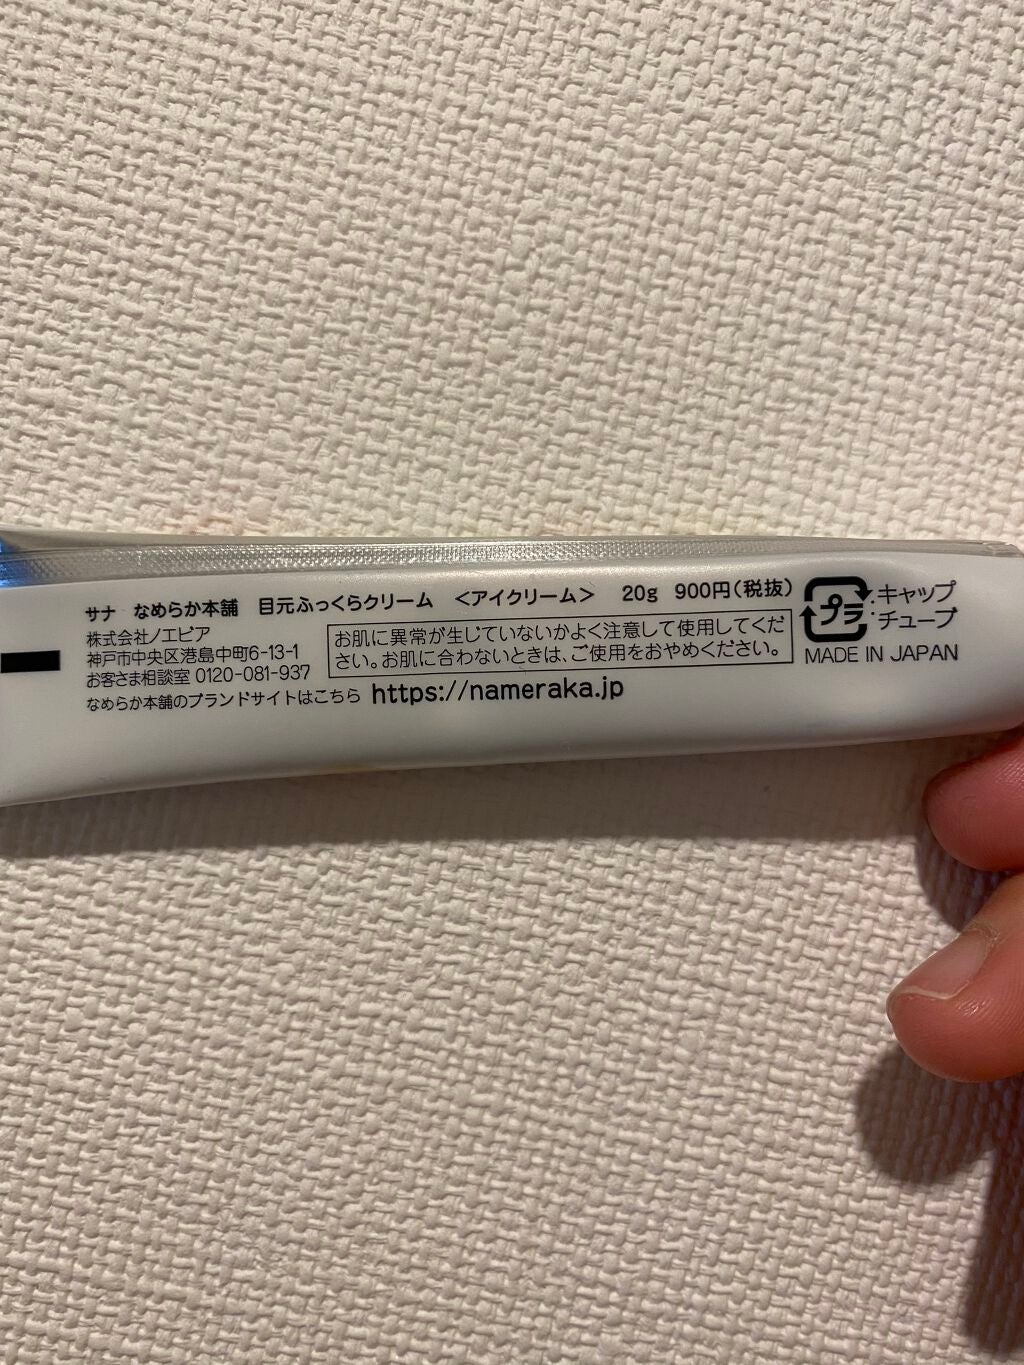 サナ なめらか本舗 目元ふっくらクリーム <アイクリーム> 20g 900円(税抜)
株式会社ノエビア
神戸市中央区港島中町6-13-1
お客さま相談室 0120-081-937
なめらか本舗のブランドサイトはこちら https://nameraka.jp
お肌に異常が生じていないかよく注意して使用してくだ
さい。お肌に合わないときは、ご使用をおやめください。
プラ
:キャップ
:チューブ
MADE IN JAPAN